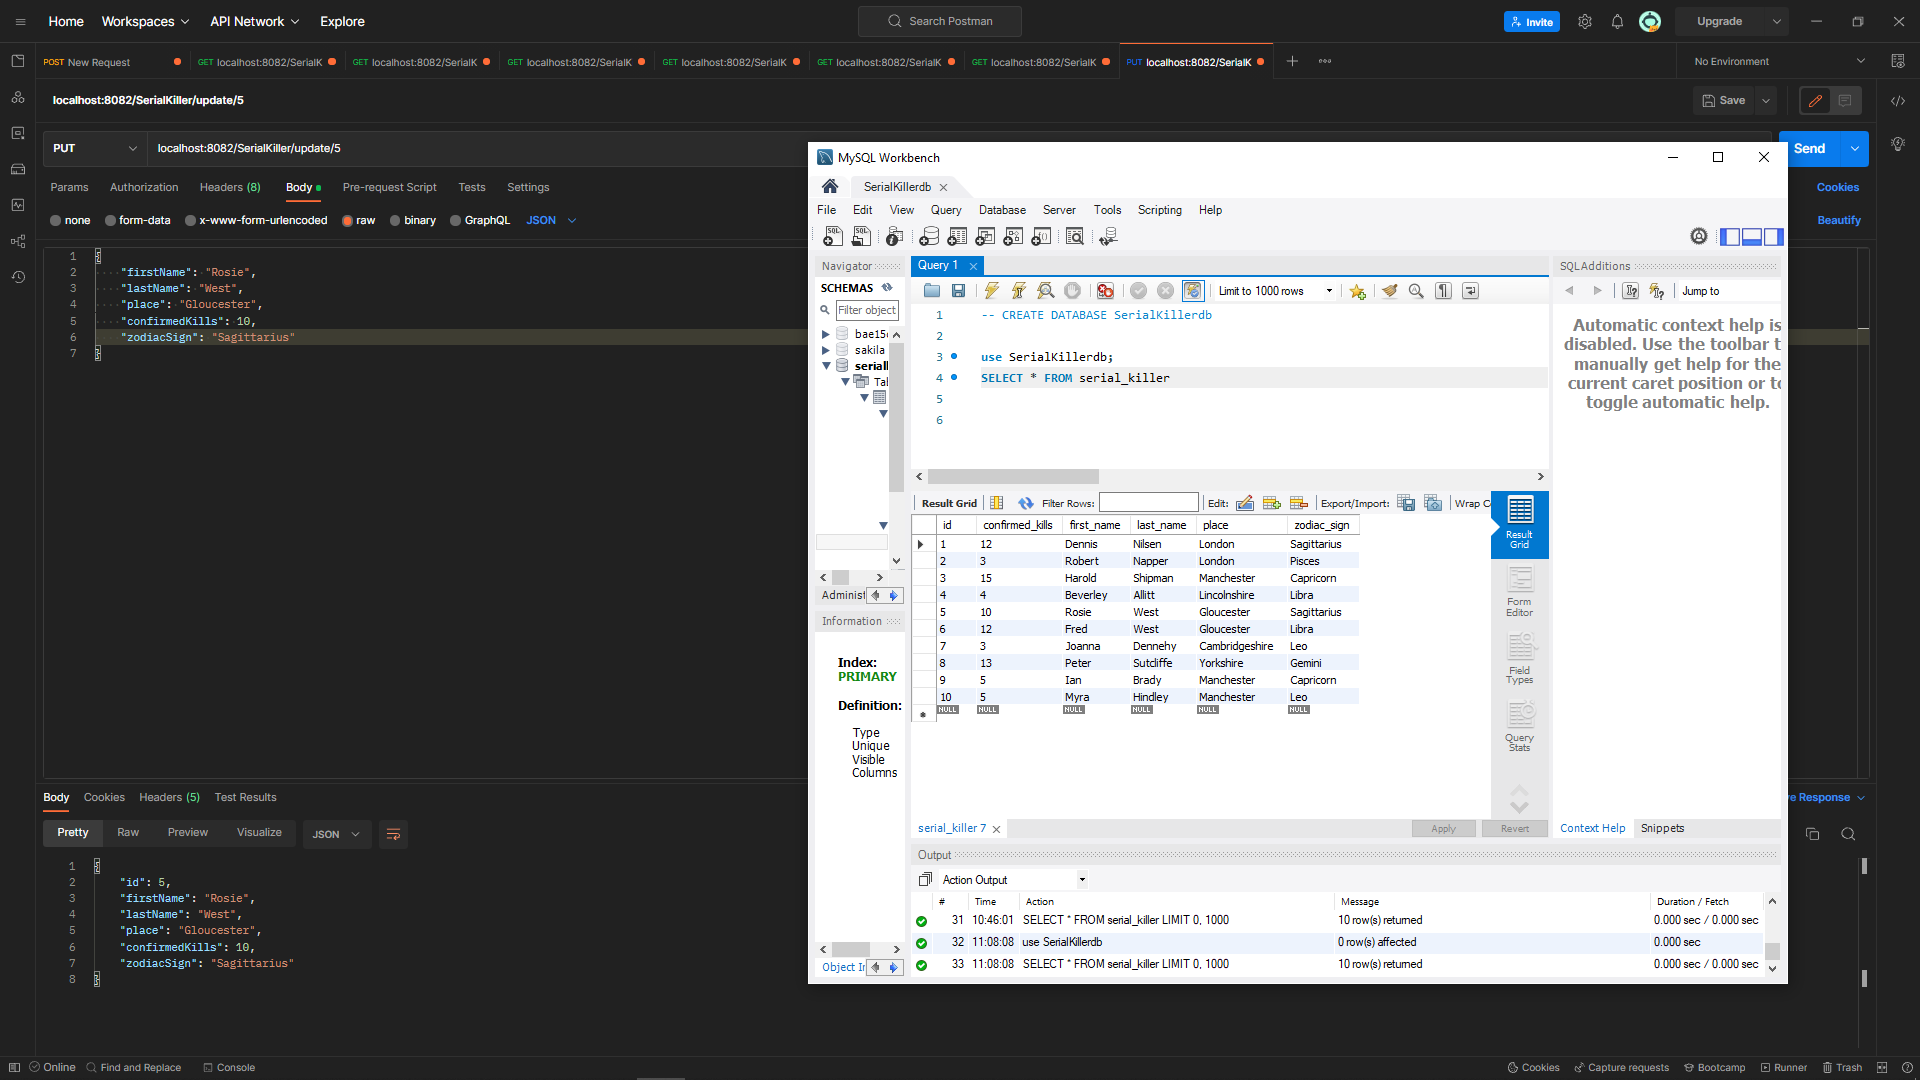 Home Workspaces API Network Explore Search Postman Invite Upgrade
POST New Request GET localhost:8082/SerialK GET localhost:8082/SerialK GET localhost:8082/SerialK GET localhost:8082/SerialK GET localhost:8082/SerialK GET localhost:8082/SerialK PUT localhost:8082/SerialK No Environment
localhost:8082/SerialKiller/update/5 Save
PUT localhost:8082/SerialKiller/update/5 Send
Params Authorization Headers (8) Body Pre-request Script Tests Settings Cookies
none form-data x-www-form-urlencoded raw binary GraphQL JSON Beautify
1 {
2 "firstName": "Rosie",
3 "lastName": "West",
4 "place": "Gloucester",
5 "confirmedKills": 10,
6 "zodiacSign": "Sagittarius"
7 }
Body Cookies Headers (5) Test Results
e Response
Pretty Raw Preview Visualize JSON
1 {
2 "id": 5,
3 "firstName": "Rosie",
4 "lastName": "West",
5 "place": "Gloucester",
6 "confirmedKills": 10,
7 "zodiacSign": "Sagittarius"
8 }
MySQL Workbench
SerialKillerdb
File Edit View Query Database Server Tools Scripting Help
Navigator
SCHEMAS
Filter object
bae15
sakila
serial
Tal
Administ
Information
Index:
PRIMARY
Definition:
Type
Unique
Visible
Columns
Object In
Query 1
Limit to 1000 rows
1 -- CREATE DATABASE SerialKillerdb
2
3 use SerialKillerdb;
4 SELECT * FROM serial_killer
5
6
SQLAdditions
Jump to
Automatic context help is
disabled. Use the toolbar t
manually get help for the
current caret position or to
toggle automatic help.
Result Grid Filter Rows: Edit: Export/Import: Wrap C
id confirmed_kills first_name last_name place zodiac_sign
1 12 Dennis Nilsen London Sagittarius
2 3 Robert Napper London Pisces
3 15 Harold Shipman Manchester Capricorn
4 4 Beverley Allitt Lincolnshire Libra
5 10 Rosie West Gloucester Sagittarius
6 12 Fred West Gloucester Libra
7 3 Joanna Dennehy Cambridgeshire Leo
8 13 Peter Sutcliffe Yorkshire Gemini
9 5 Ian Brady Manchester Capricorn
10 5 Myra Hindley Manchester Leo
NULL NULL NULL NULL NULL NULL
Result
Grid
Form
Editor
Field
Types
Query
Stats
serial_killer 7 Apply Revert Context Help Snippets
Output
Action Output
# Time Action Message Duration / Fetch
31 10:46:01 SELECT * FROM serial_killer LIMIT 0, 1000 10 row(s) returned 0.000 sec / 0.000 sec
32 11:08:08 use SerialKillerdb 0 row(s) affected 0.000 sec
33 11:08:08 SELECT * FROM serial_killer LIMIT 0, 1000 10 row(s) returned 0.000 sec / 0.000 sec
Online Find and Replace Console Cookies Capture requests Bootcamp Runner Trash